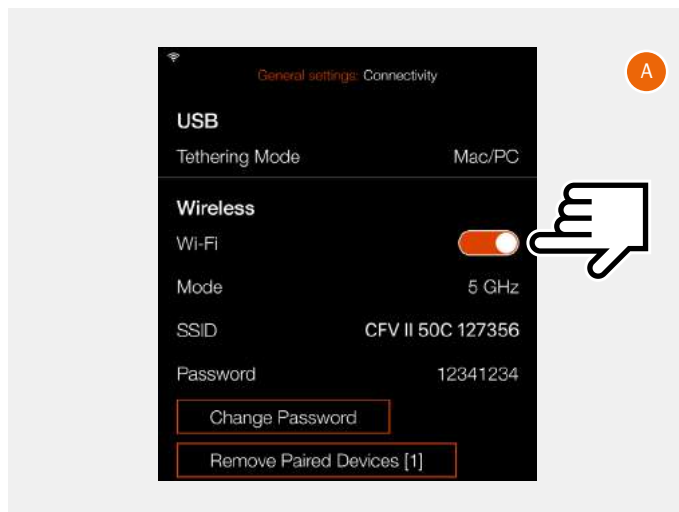 General settings: Connectivity
A
USB
Tethering Mode Mac/PC
Wireless
Wi-Fi
Mode 5 GHz
SSID CFV II 50C 127356
Password 12341234
Change Password
Remove Paired Devices [1]